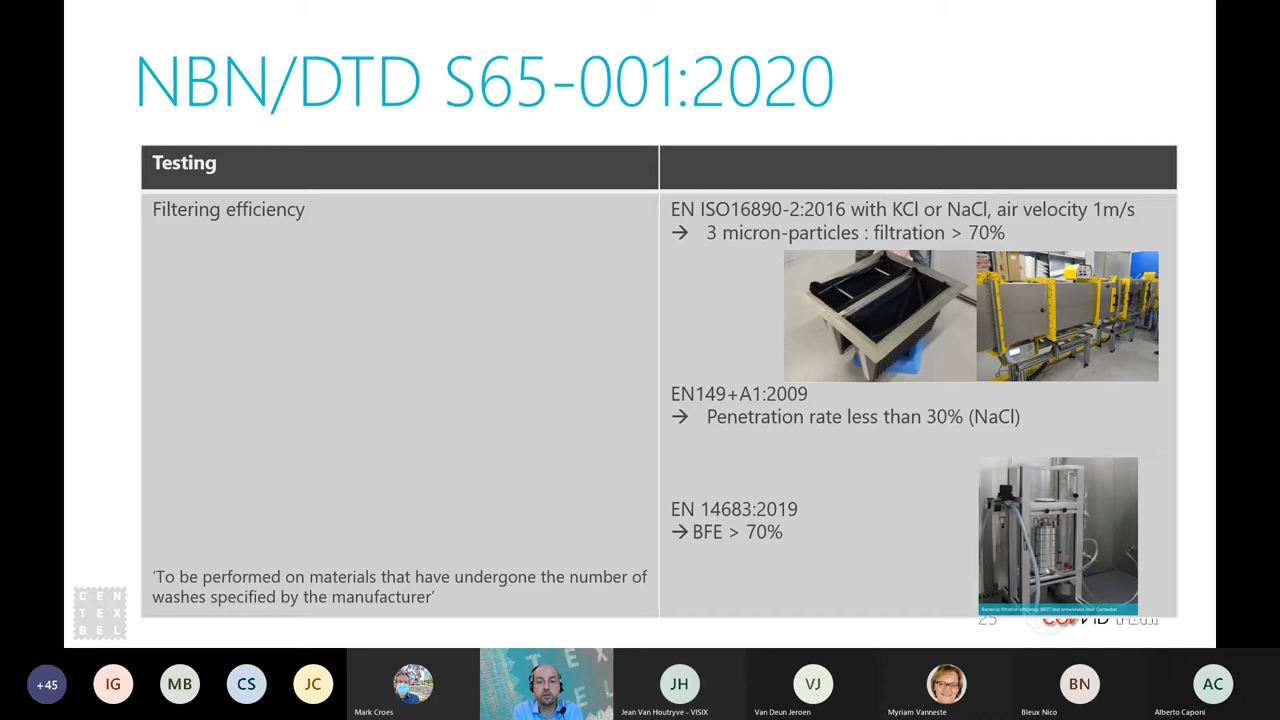 NBN/DTD S65-001:2020
Testing
Filtering efficiency
EN ISO16890-2:2016 with KCl or NaCl, air velocity 1m/s
→ 3 micron-particles : filtration > 70%
EN149+A1:2009
→ Penetration rate less than 30% (NaCl)
EN 14683:2019
→ BFE > 70%
'To be performed on materials that have undergone the number of
washes specified by the manufacturer'
CEN
TEX
BEL
25
+45
IG
MB
CS
JC
Mark Croes
JH
Jean Van Houtryve - VISIX
VJ
Van Deun Jeroen
Myriam Vanneste
BN
Bleux Nico
AC
Alberto Caponi